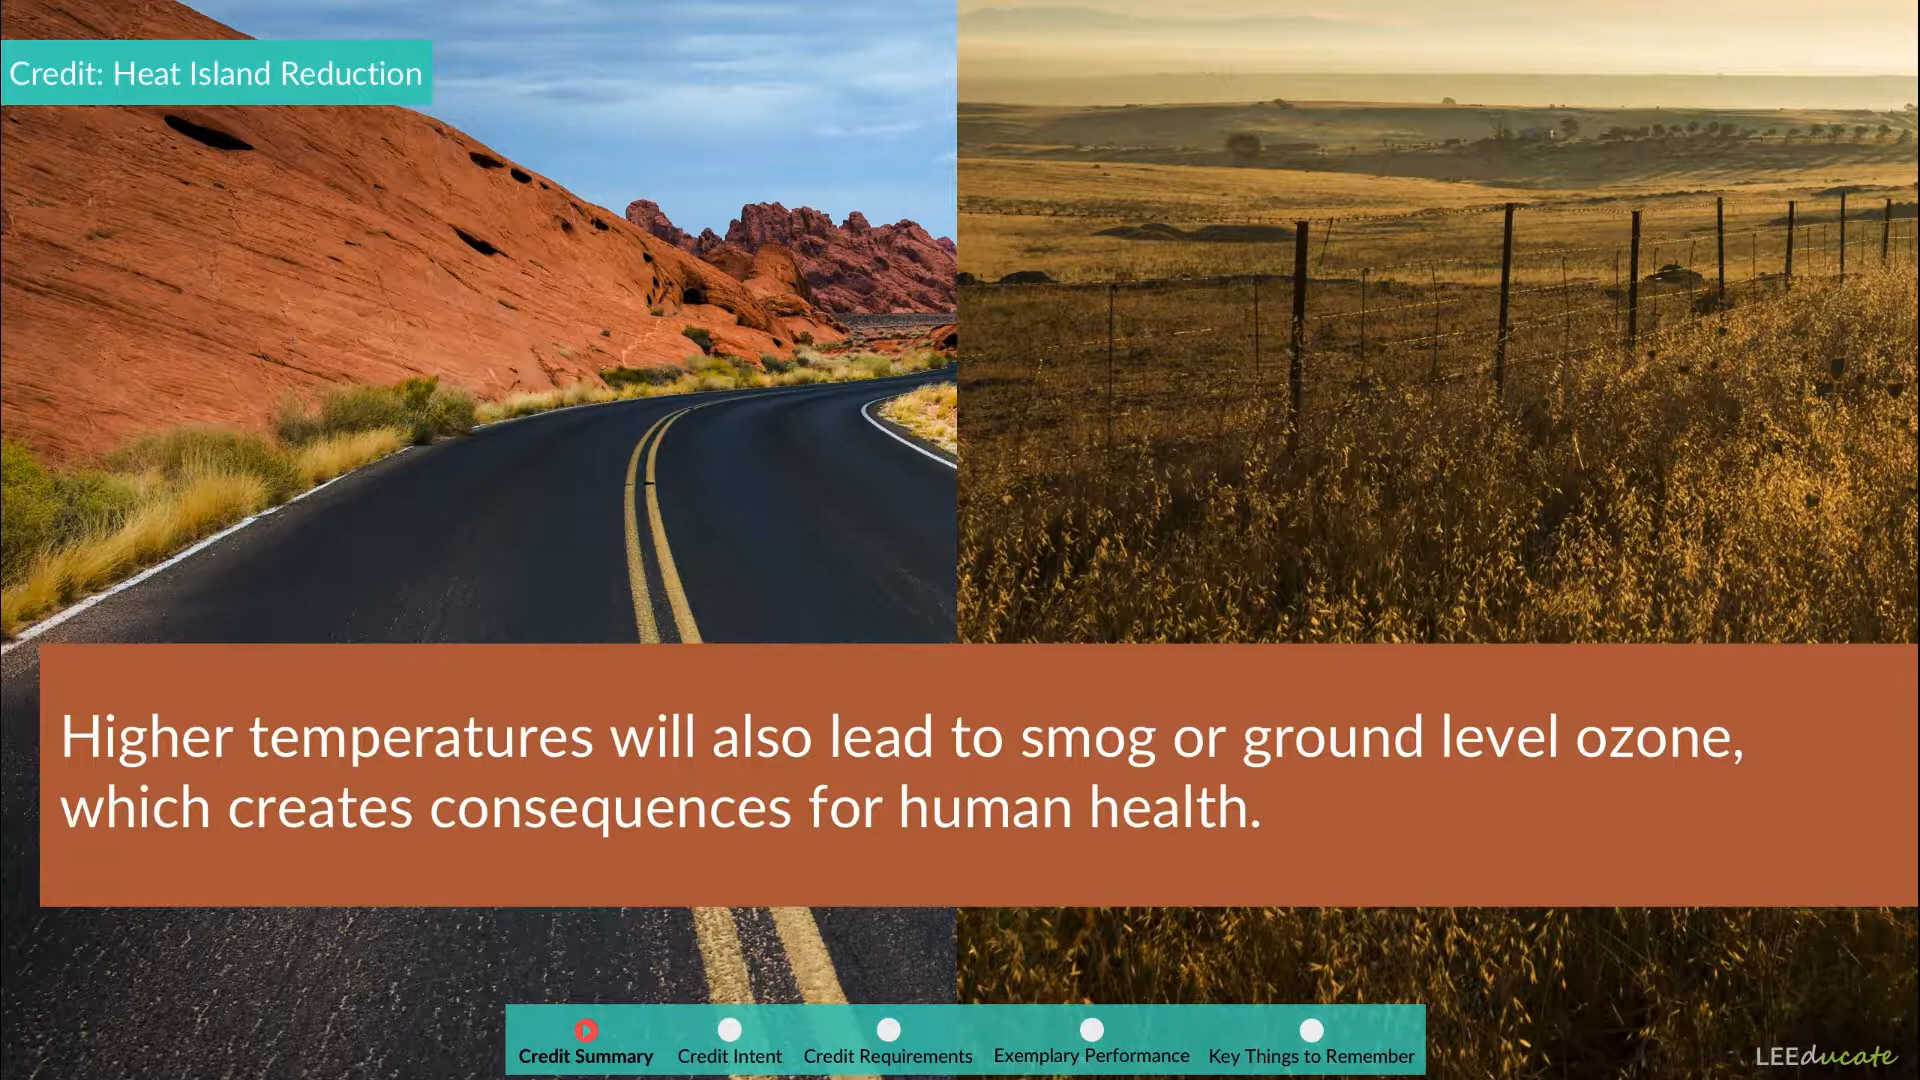 Credit: Heat Island Reduction
Higher temperatures will also lead to smog or ground level ozone,
which creates consequences for human health.
Credit Summary
Credit Intent
Credit Requirements
Exemplary Performance
Key Things to Remember
LEEducate